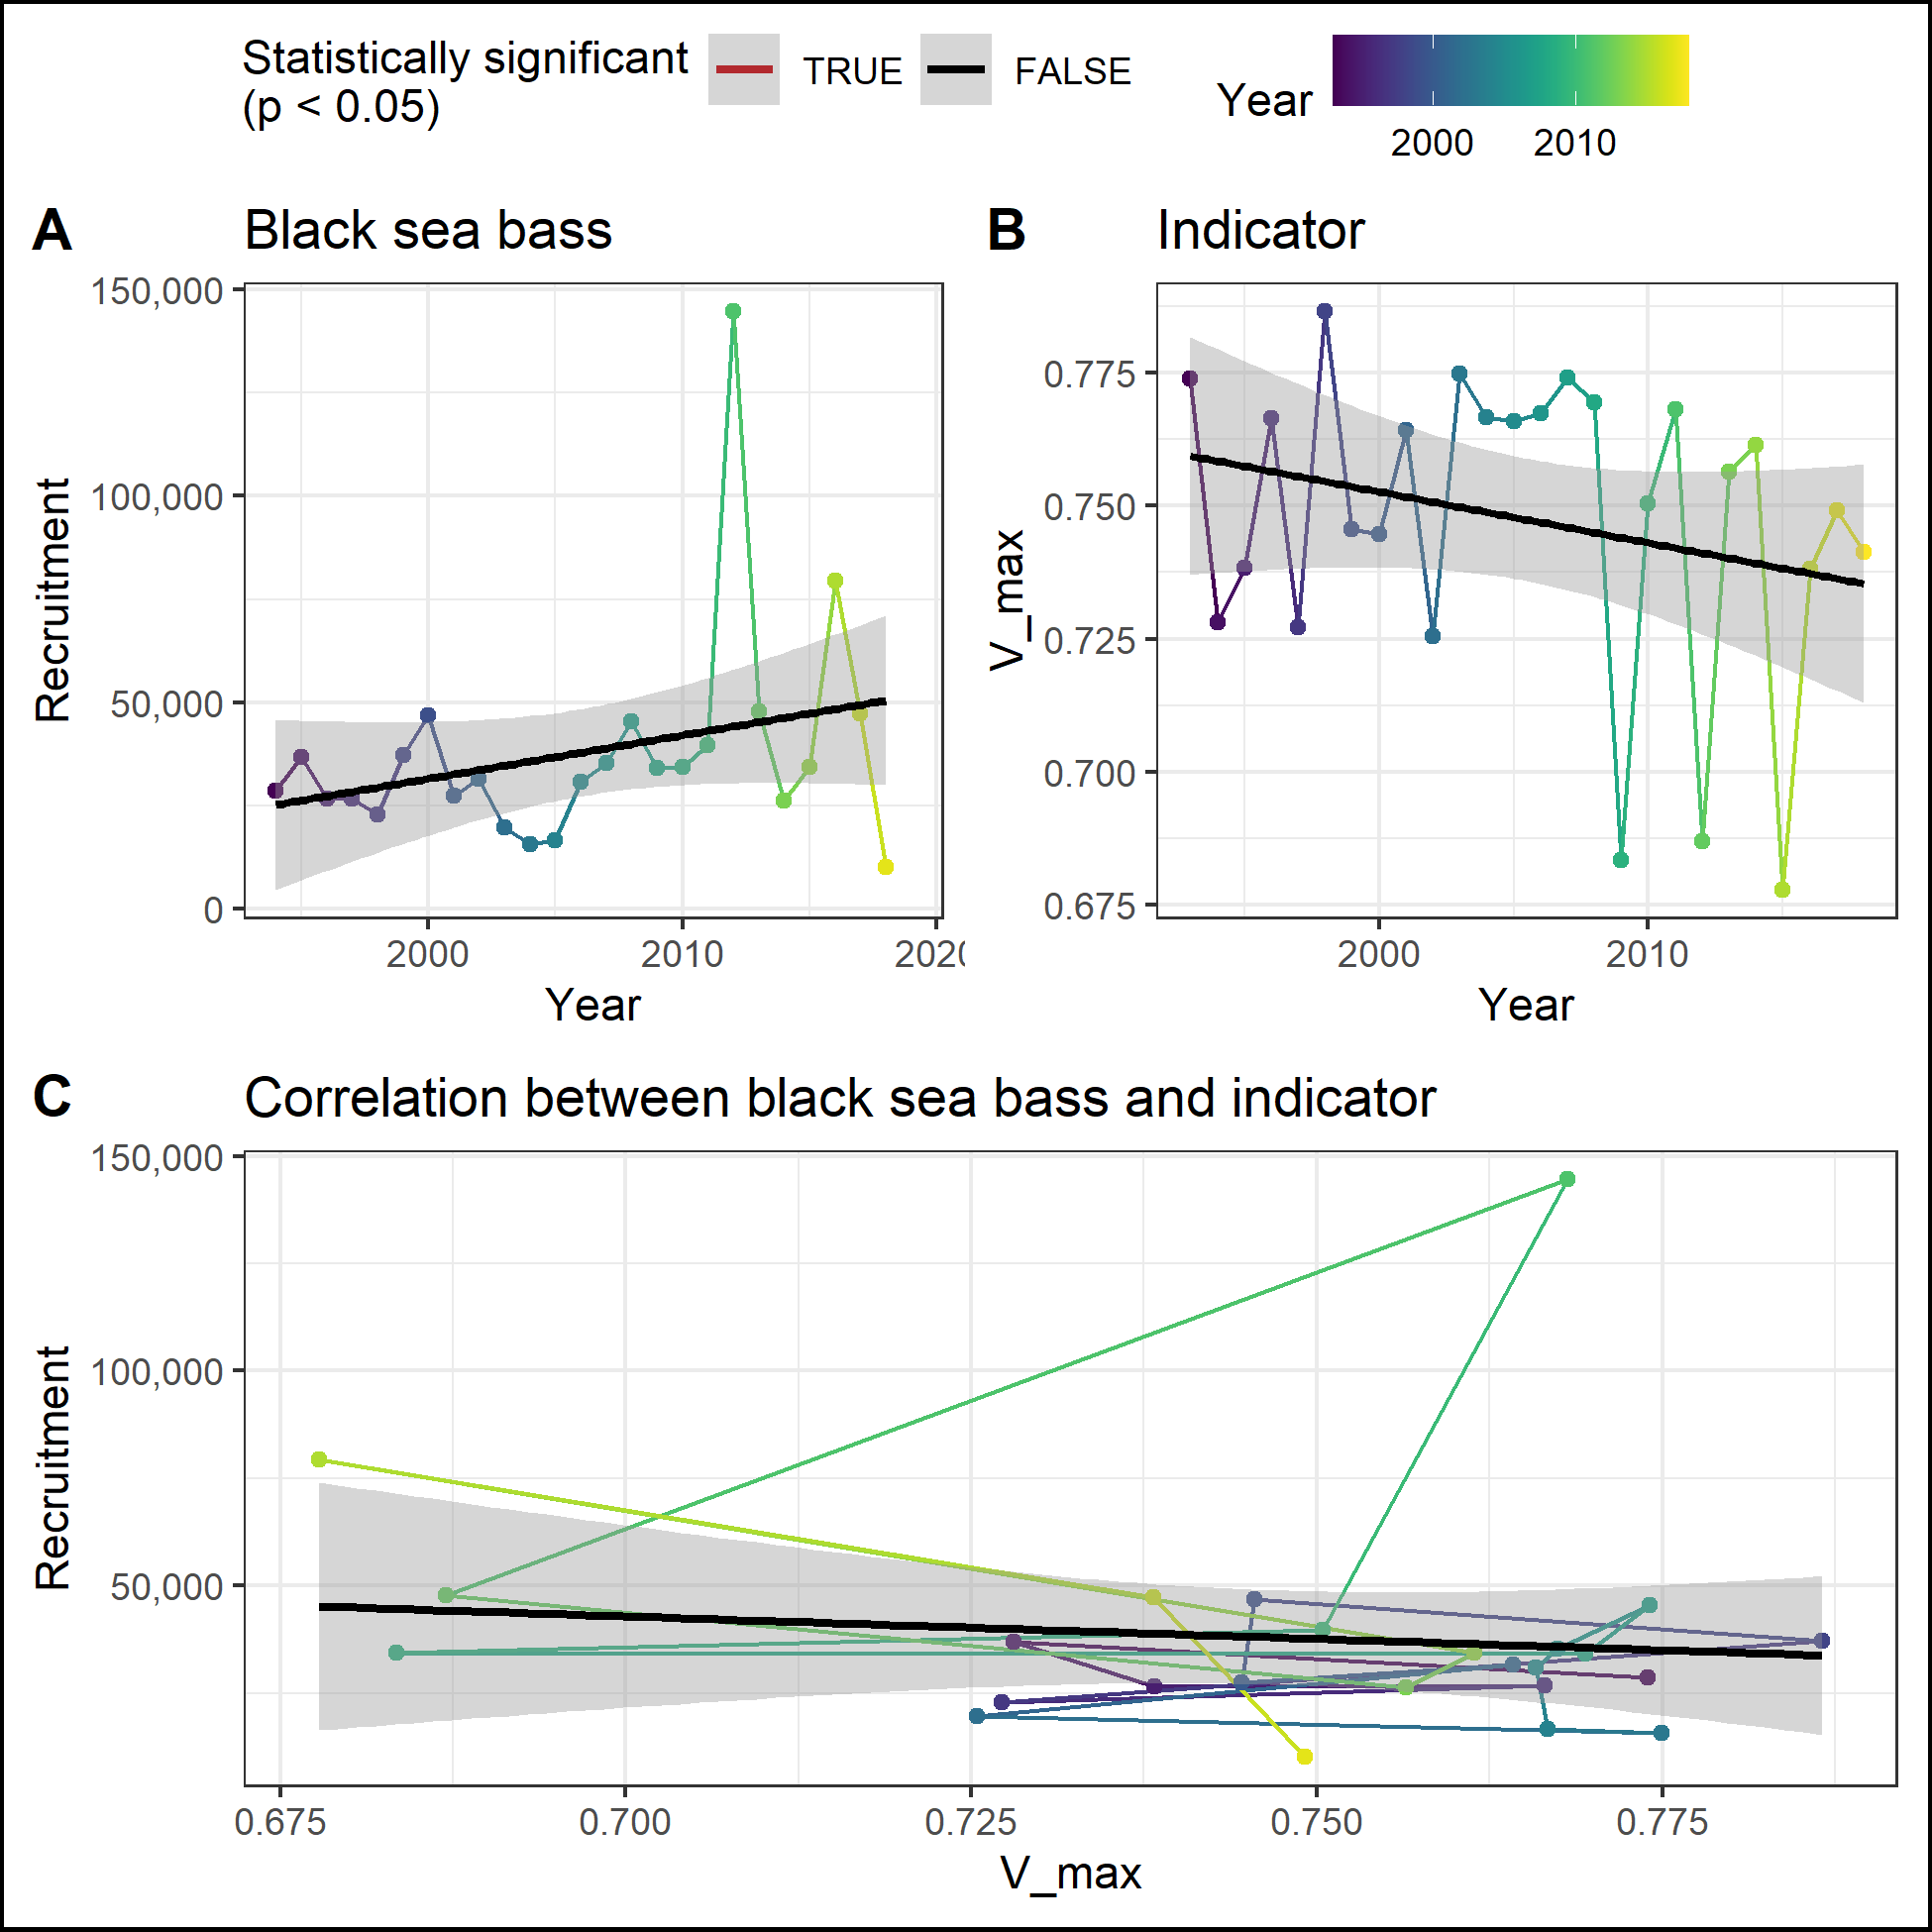 Statistically significant
(p < 0.05)
TRUE
FALSE
Year
2000
2010
A
Black sea bass
150,000
100,000
50,000
0
Recruitment
2000
2010
202
Year
B
Indicator
0.775
0.750
0.725
0.700
0.675
V_max
2000
2010
Year
C
Correlation between black sea bass and indicator
150,000
100,000
50,000
Recruitment
0.675
0.700
0.725
0.750
0.775
V_max